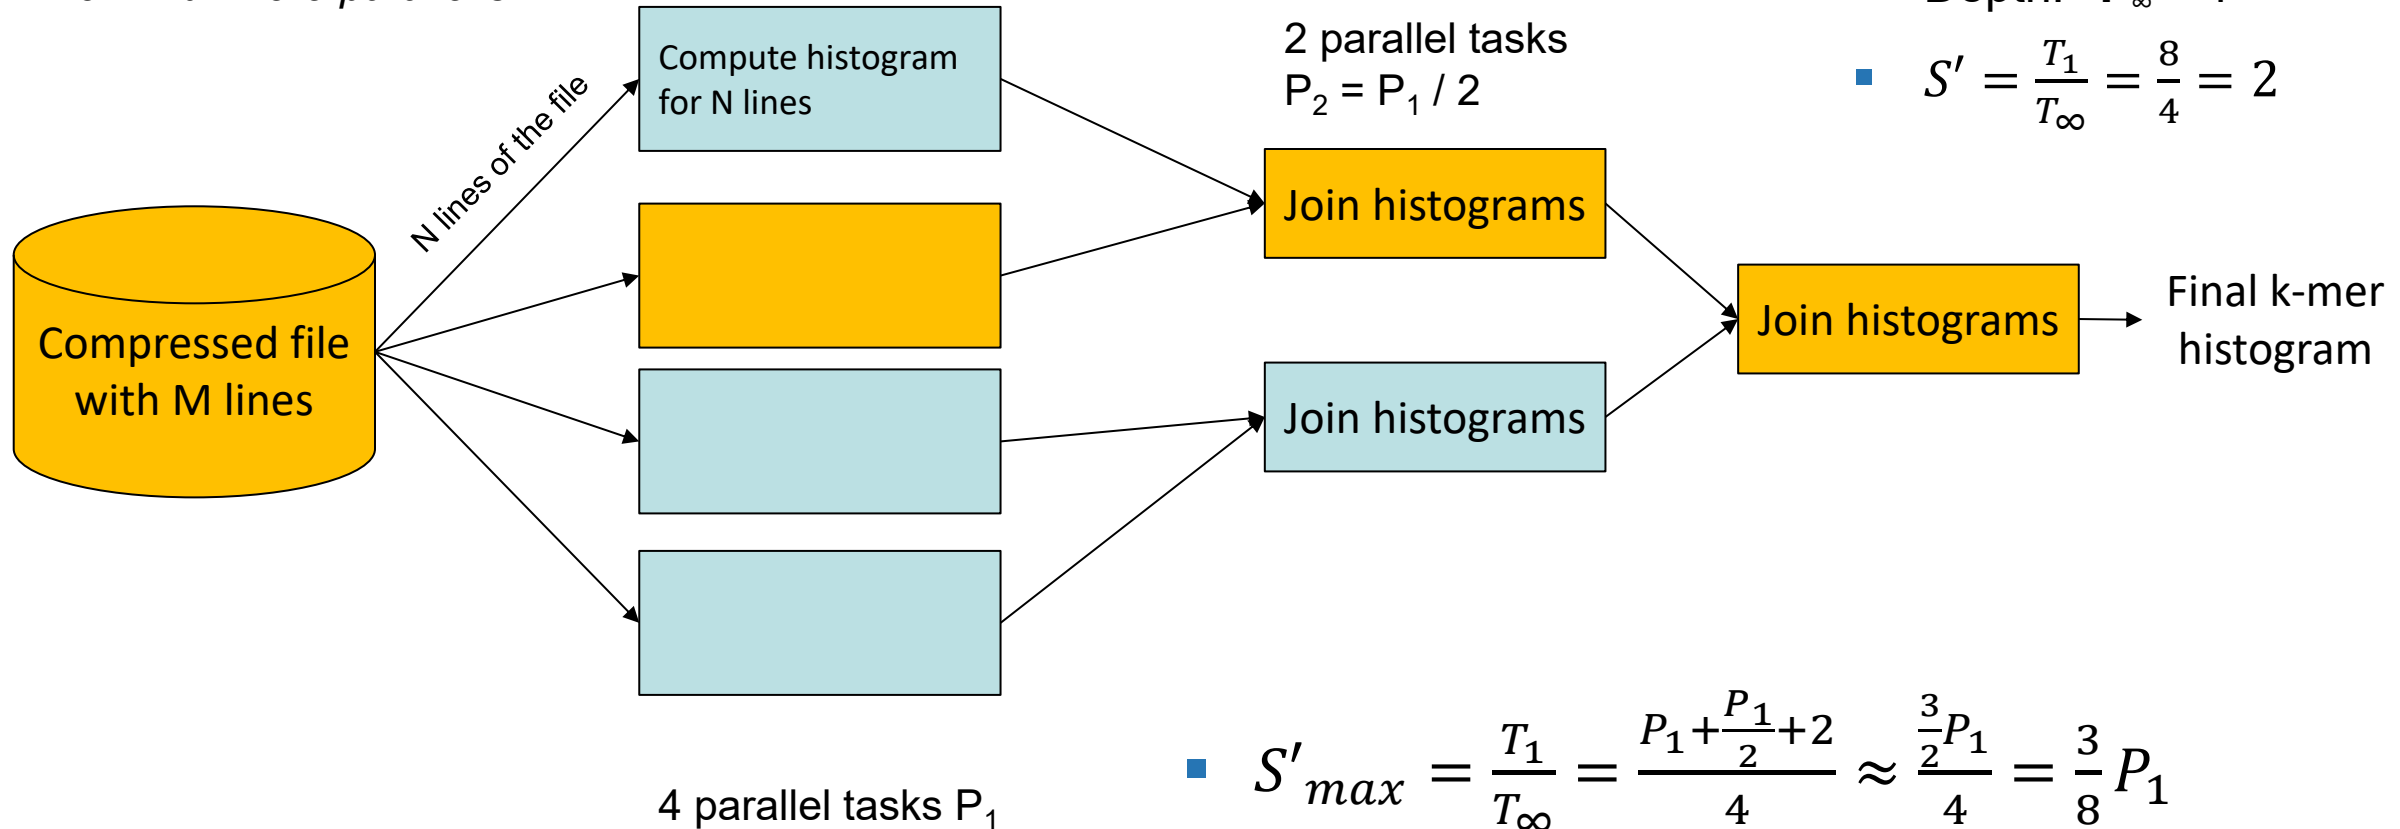 Compute histogram
for N lines
2 parallel tasks
P₂ = P₁ / 2
S′ = T₁/T∞ = 8/4 = 2
N lines of the file
Join histograms
Compressed file
with M lines
Join histograms
Join histograms
Final k-mer
histogram
4 parallel tasks P₁
S′ₘₐₓ = T₁/T∞ = (P₁+P₁/2+2)/4 ≈ (3/2 P₁)/4 = 3/8 P₁